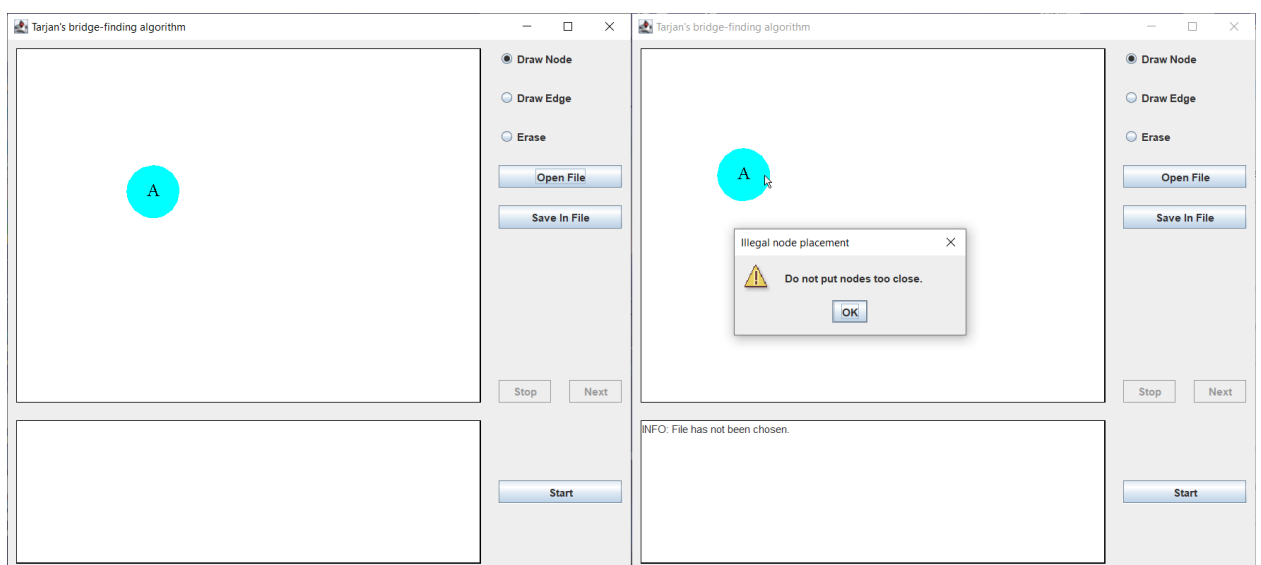 Tarjan's bridge-finding algorithm
Draw Node
Draw Edge
Erase
A
Open File
Save In File
Stop Next
Start
Tarjan's bridge-finding algorithm
Draw Node
Draw Edge
Erase
A
Open File
Save In File
Illegal node placement
Do not put nodes too close.
OK
Stop Next
INFO: File has not been chosen.
Start